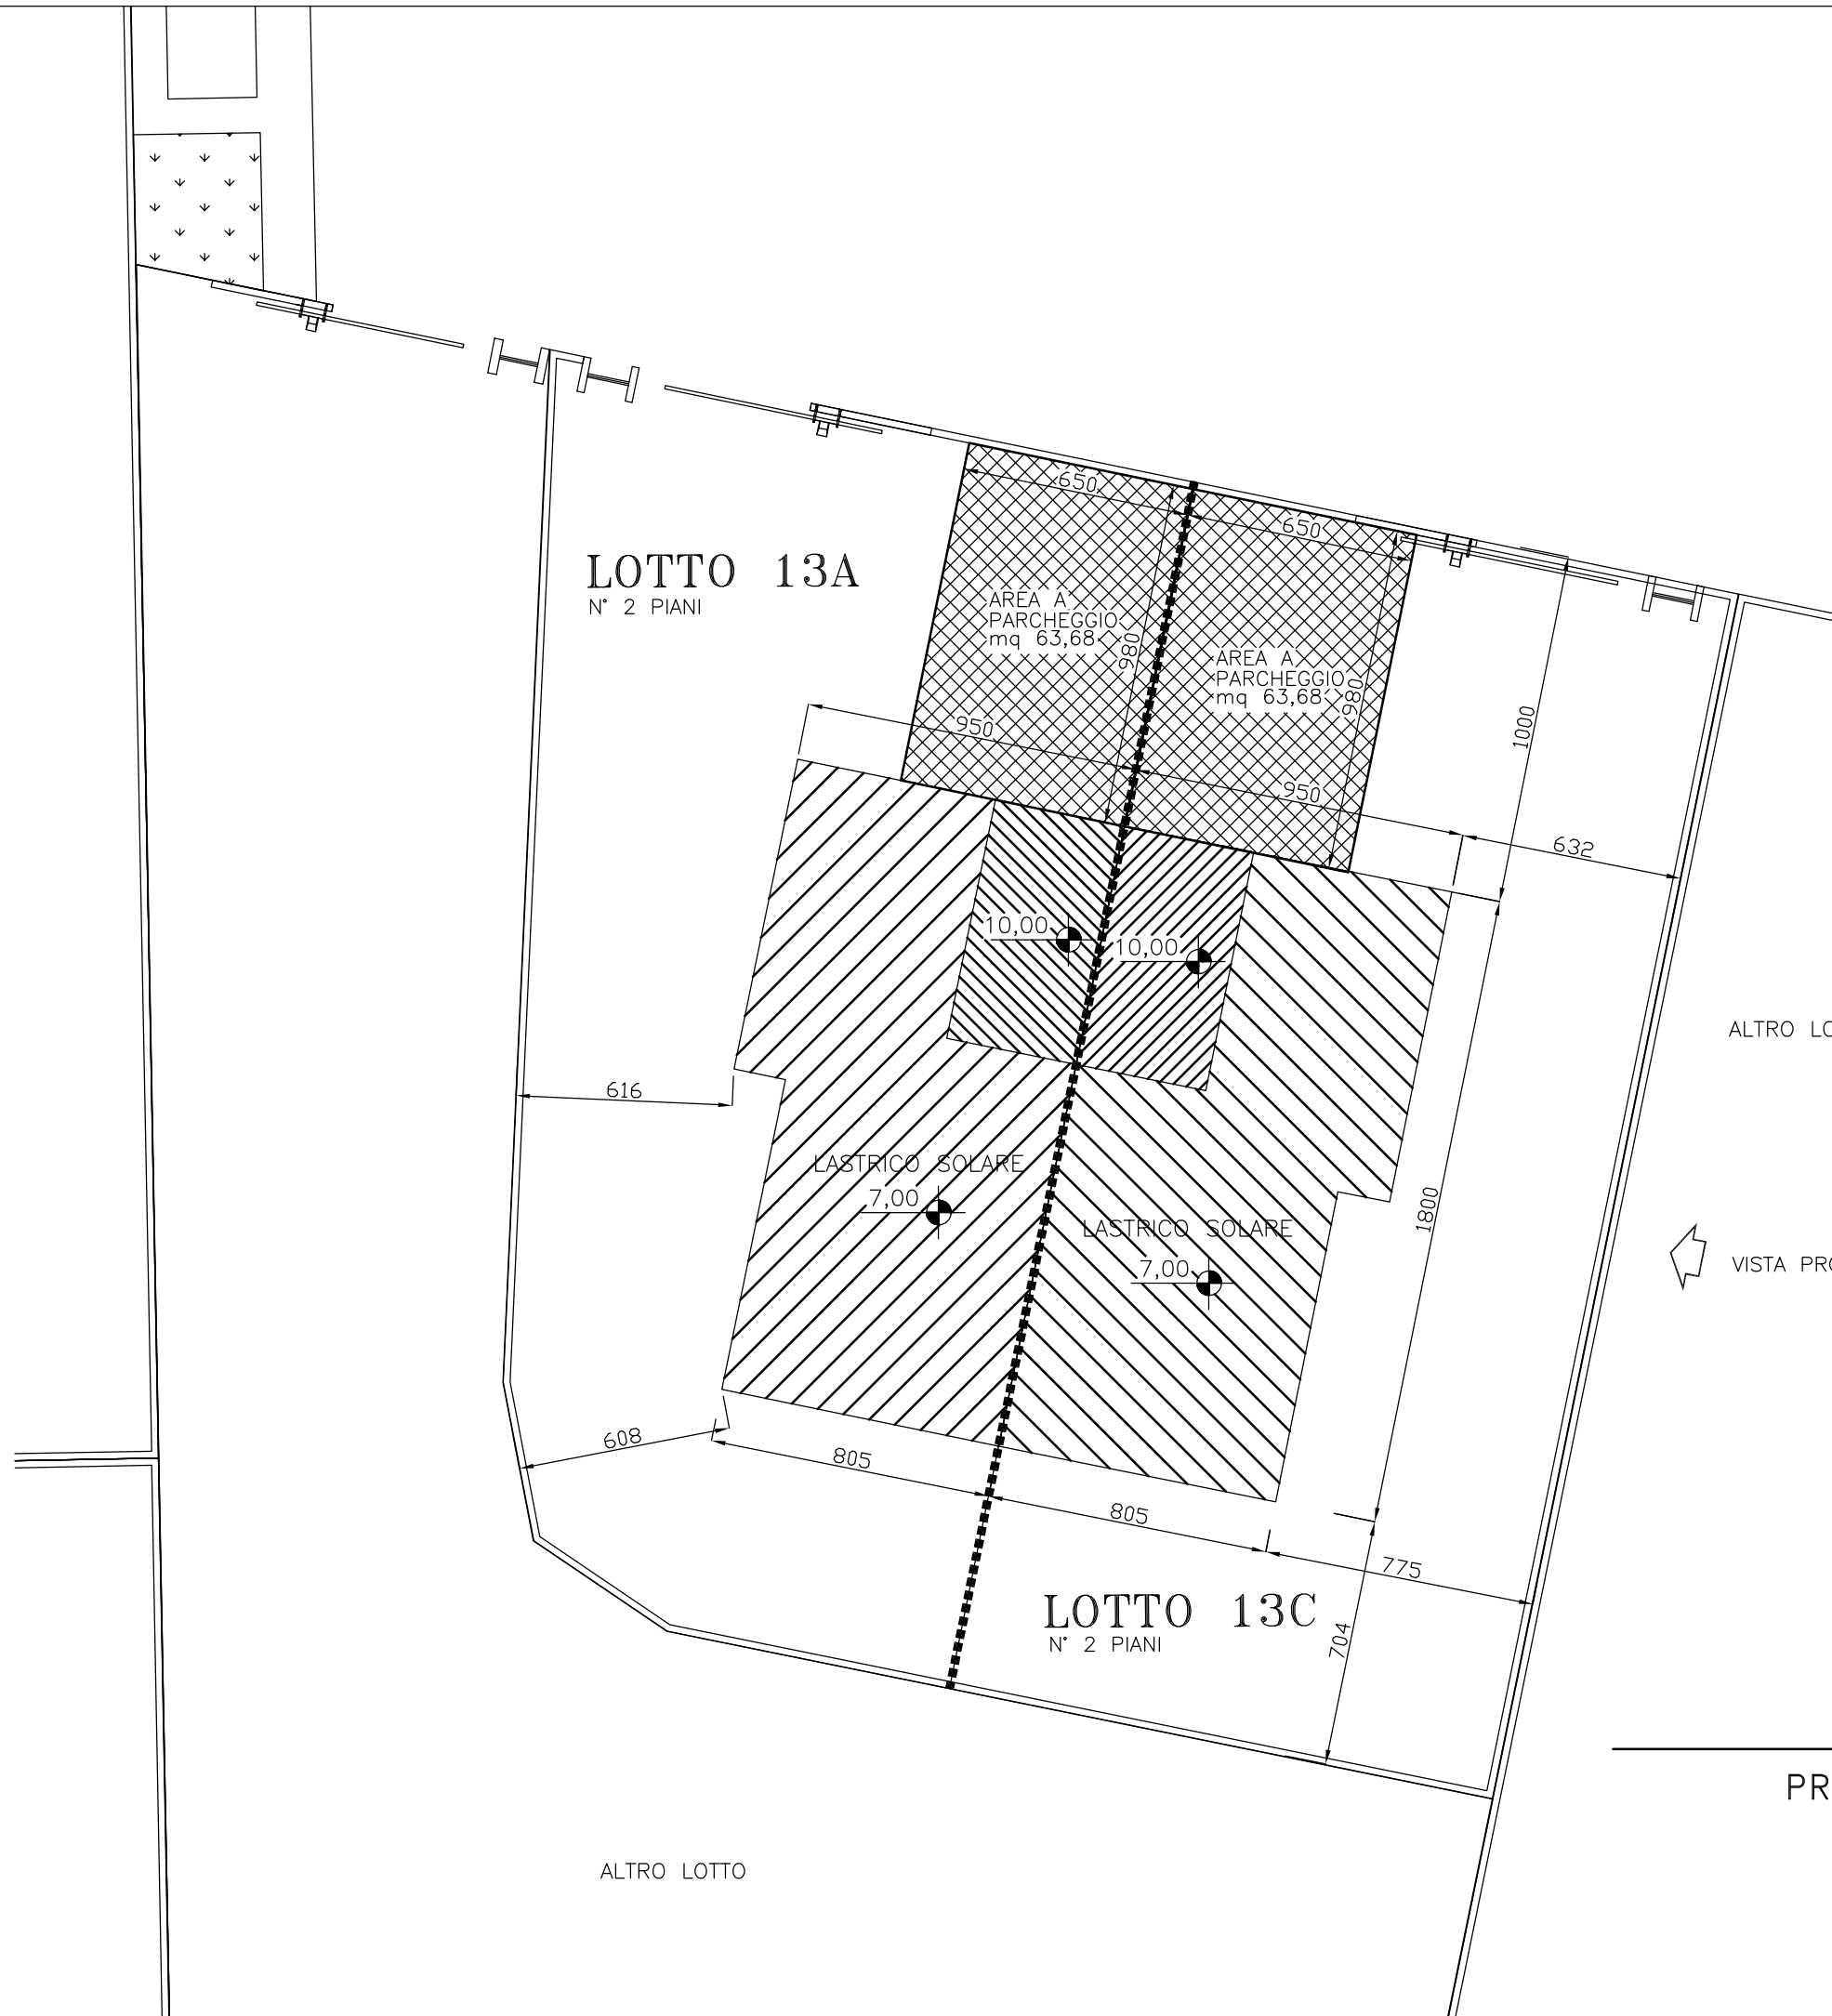 650
650
LOTTO 13A
N° 2 PIANI
AREA A
PARCHEGGIO
mq 63,68
980
AREA A
PARCHEGGIO
mq 63,68
980
1000
950
950
632
10,00
10,00
ALTRO LO
616
LASTRICO SOLARE
7,00
1800
LASTRICO SOLARE
7,00
VISTA PRO
608
805
805
775
LOTTO 13C
N° 2 PIANI
704
PR
ALTRO LOTTO